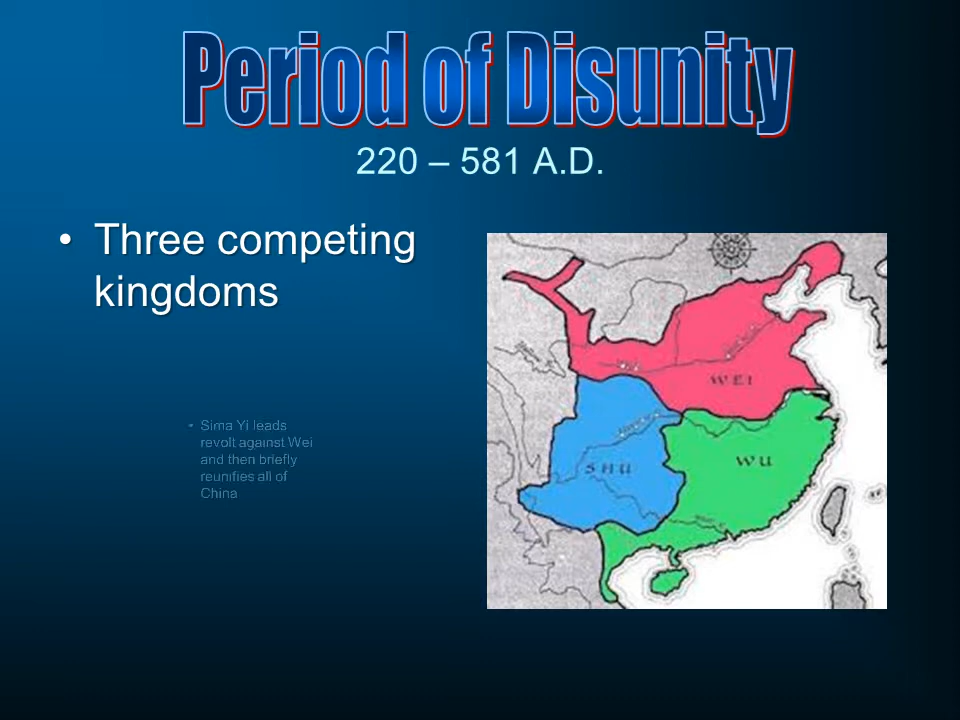 Period of Disunity
220 – 581 A.D.
• Three competing
kingdoms
• Sima Yi leads
revolt against Wei
and then briefly
reunifies all of
China
WEI
SHU
WU